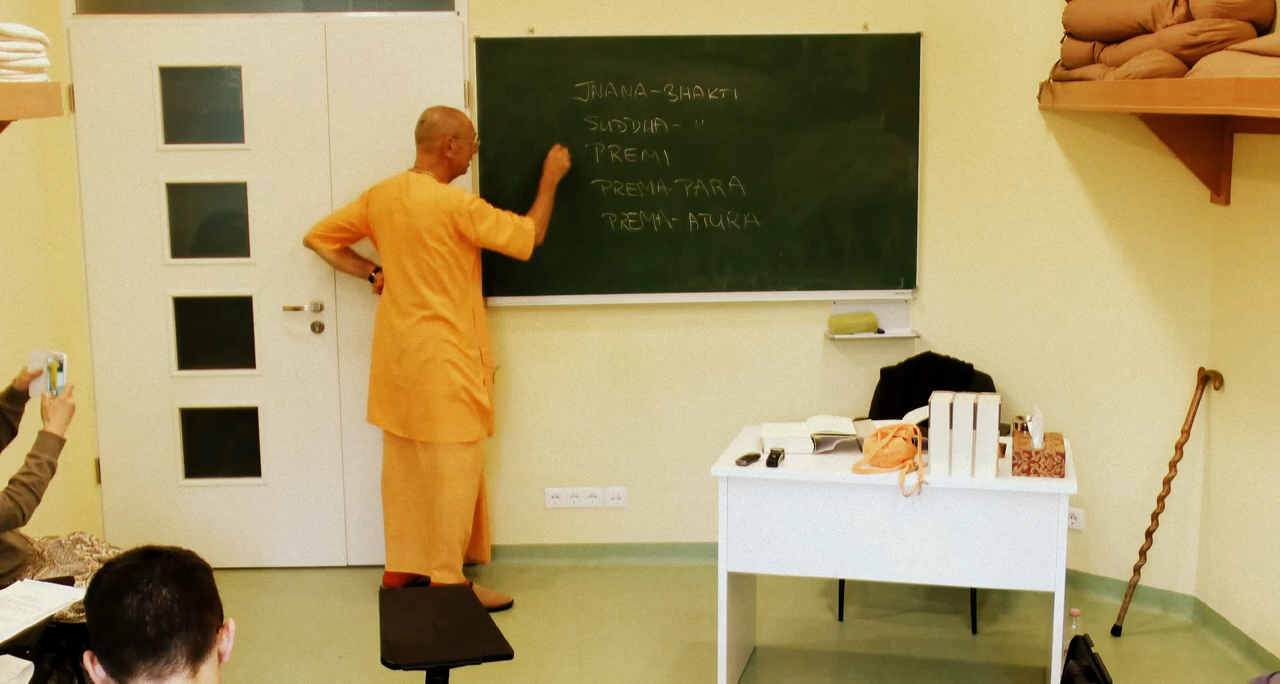 JNANA-BHAKTI
SUDDHA- "
PREMI
PREMA-PARA
PREMA-ATURA